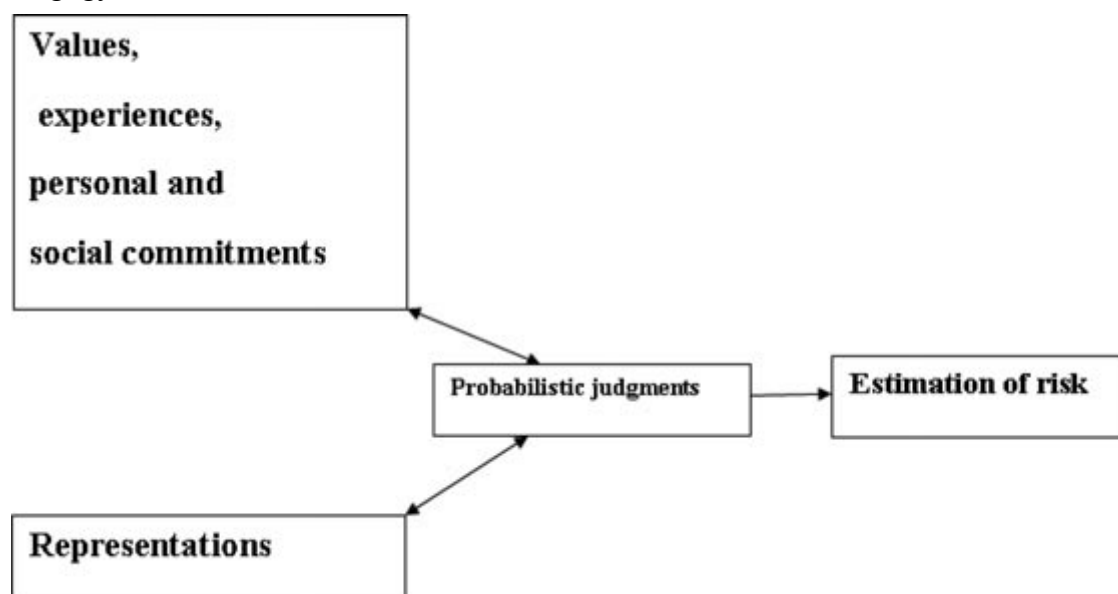 Values,
experiences,
personal and
social commitments
Probabilistic judgments
Estimation of risk
Representations